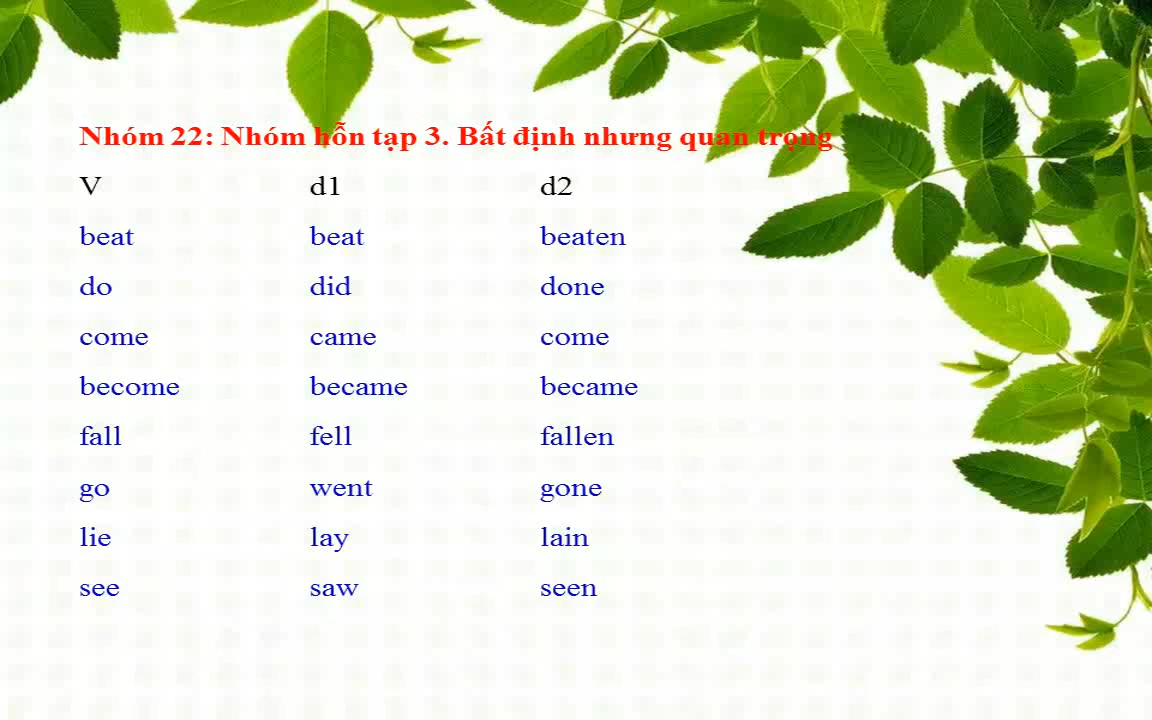 Nhóm 22: Nhóm hỗn tạp 3. Bất định nhưng quan trọng
V d1 d2
beat beat beaten
do did done
come came come
become became became
fall fell fallen
go went gone
lie lay lain
see saw seen